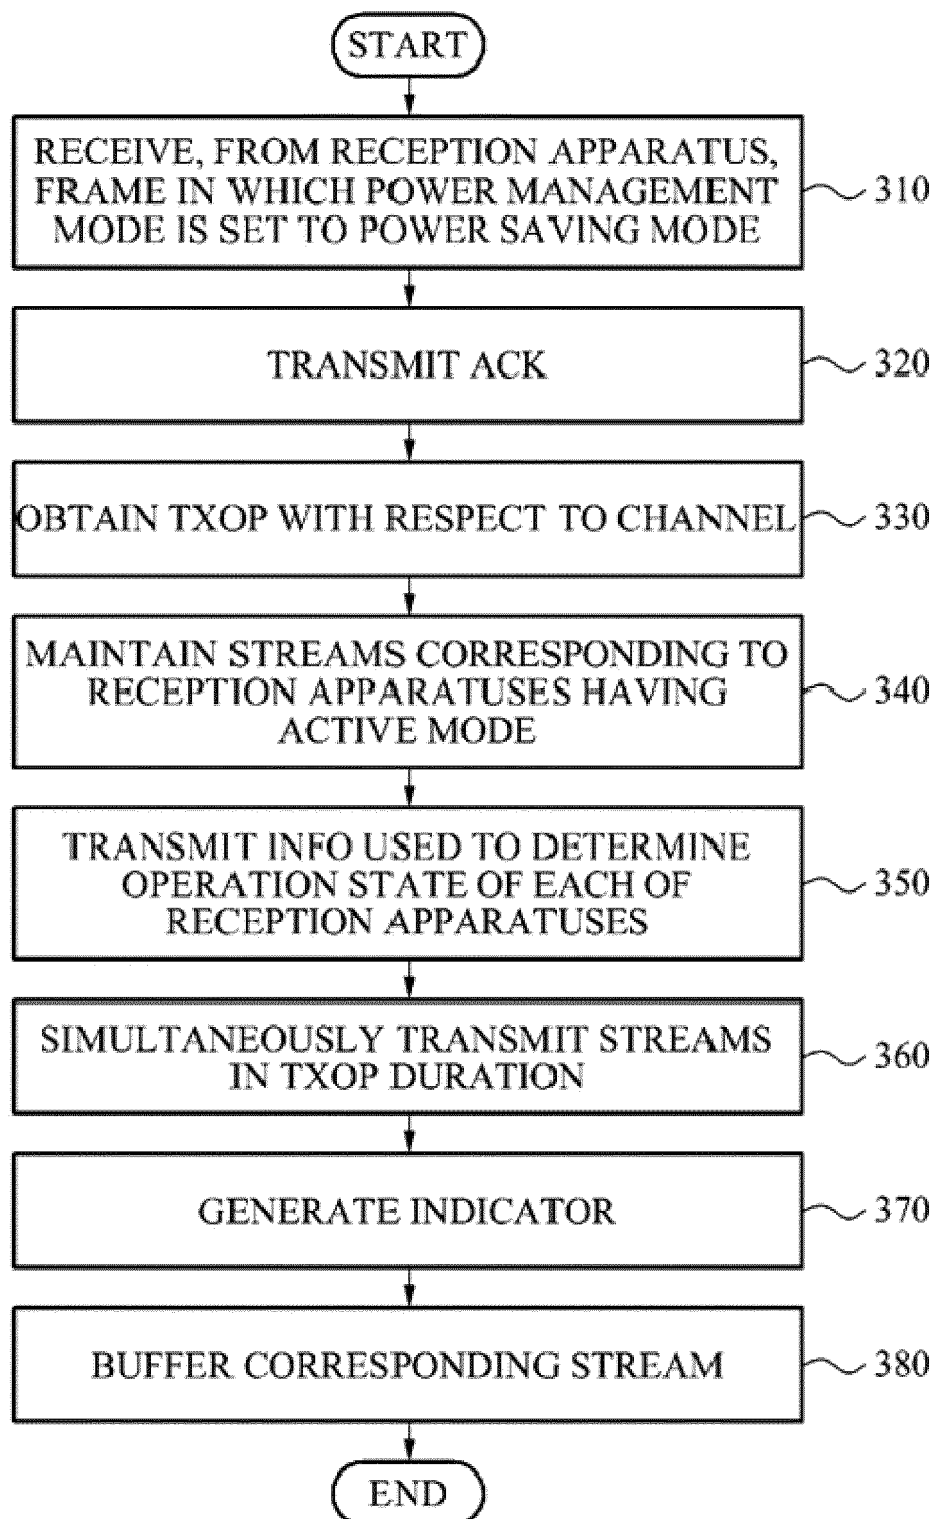 START
RECEIVE, FROM RECEPTION APPARATUS,
FRAME IN WHICH POWER MANAGEMENT
MODE IS SET TO POWER SAVING MODE
310
TRANSMIT ACK
320
OBTAIN TXOP WITH RESPECT TO CHANNEL
330
MAINTAIN STREAMS CORRESPONDING TO
RECEPTION APPARATUSES HAVING
ACTIVE MODE
340
TRANSMIT INFO USED TO DETERMINE
OPERATION STATE OF EACH OF
RECEPTION APPARATUSES
350
SIMULTANEOUSLY TRANSMIT STREAMS
IN TXOP DURATION
360
GENERATE INDICATOR
370
BUFFER CORRESPONDING STREAM
380
END